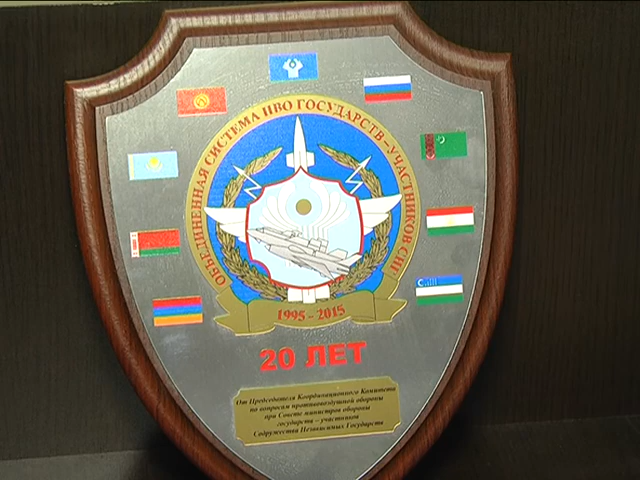 ОБЪЕДИНЕННАЯ СИСТЕМА ПВО ГОСУДАРСТВ–УЧАСТНИКОВ СНГ
1995 - 2015
20 ЛЕТ
От Председателя Координационного Комитета
по вопросам противовоздушной обороны
при Совете министров обороны
государств – участников
Содружества Независимых Государств